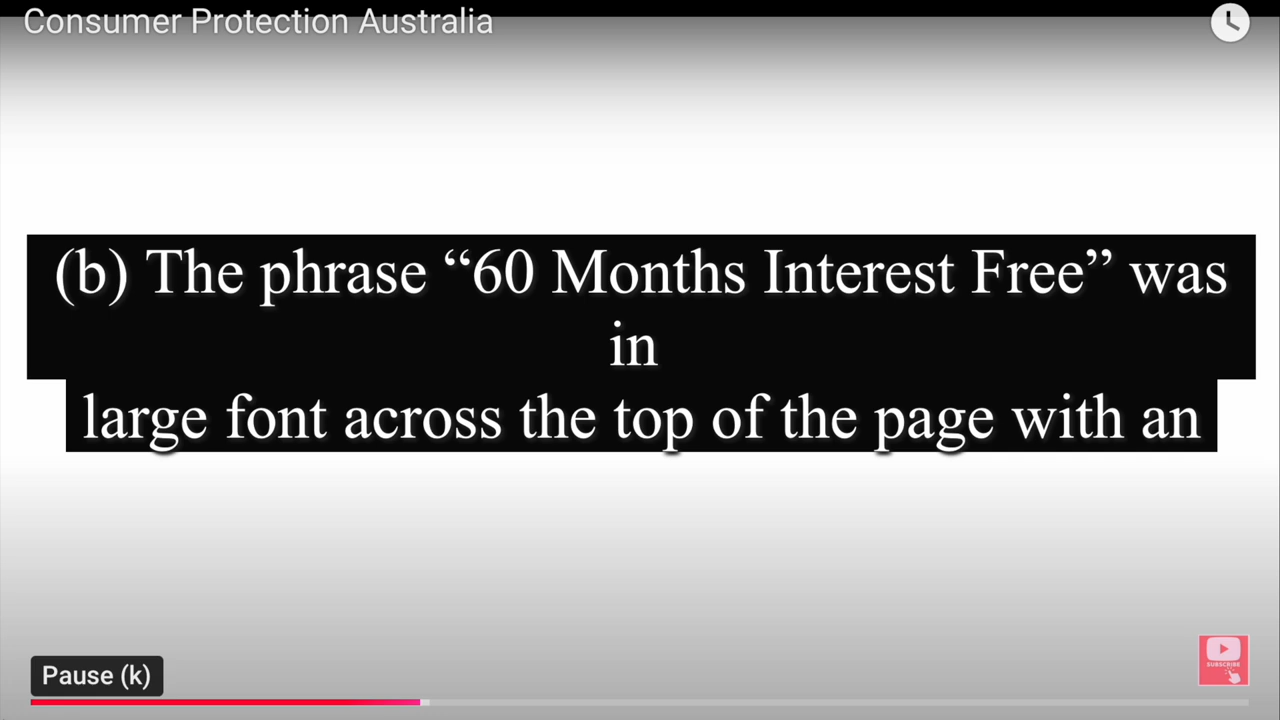 Consumer Protection Australia
(b) The phrase “60 Months Interest Free” was
in
large font across the top of the page with an
SUBSCRIBE
Pause (k)